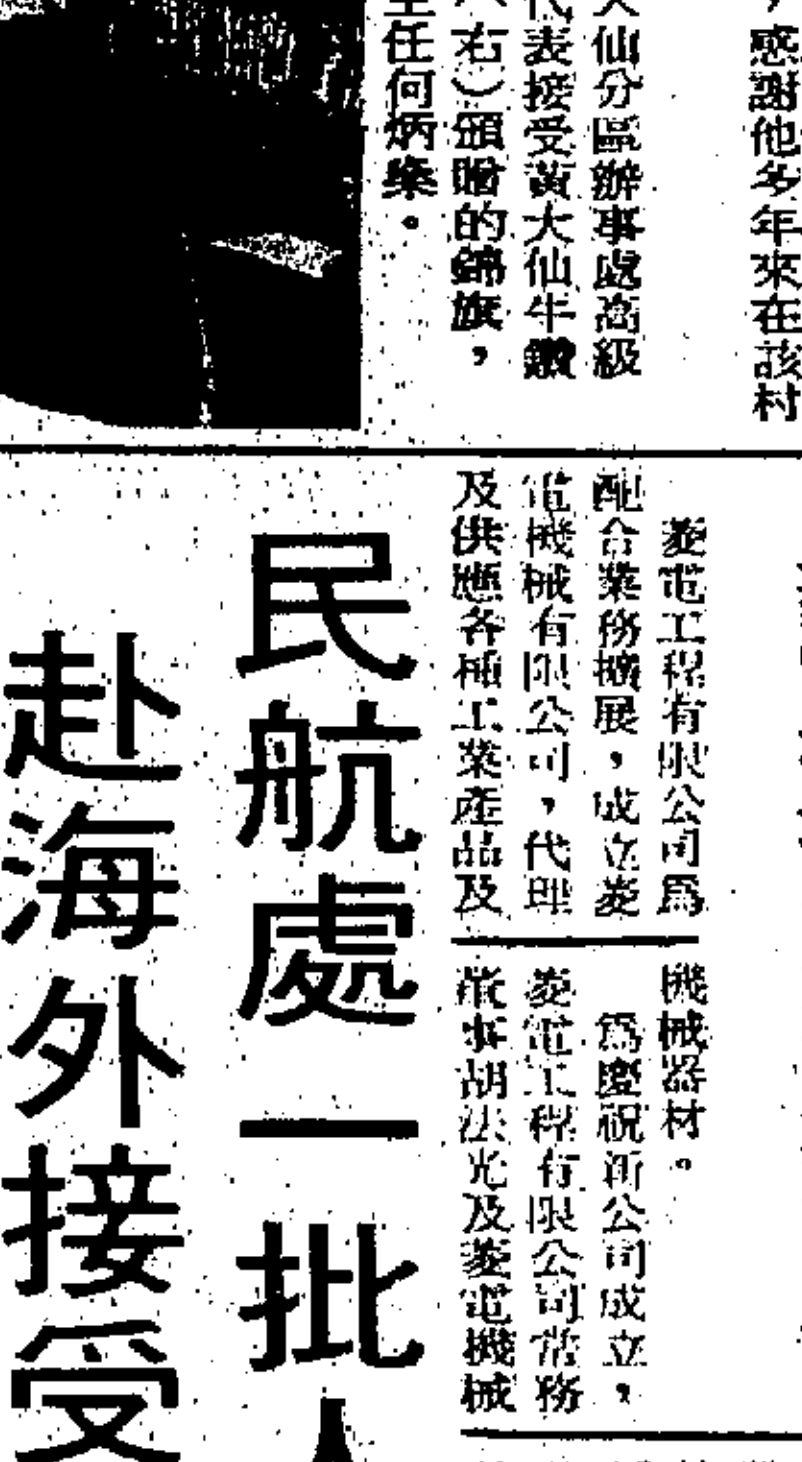 ，感謝他多年來在該村
大仙分區辦事處高級
代表接受黃大仙牛鑽
、右）頒贈的錦旗，
主任何炳樂。
菱電工程有限公司爲
配合業務擴展，成立菱
電機械有限公司，代理
及供應各種工業產品及
機械器材。
爲慶祝新公司成立，
菱電工程有限公司常務
董事胡法光及菱電機械
民航處一批人
赴海外接受